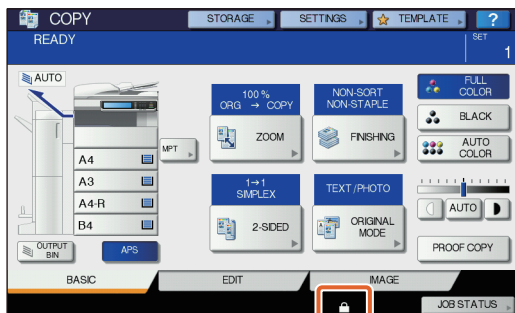 COPY
STORAGE
SETTINGS
TEMPLATE
?
READY
SET
1
AUTO
100 %
ORG → COPY
NON-SORT
NON-STAPLE
FULL
COLOR
ZOOM
FINISHING
BLACK
MPT
AUTO
COLOR
A4
A3
A4-R
B4
1→1
SIMPLEX
TEXT/PHOTO
2-SIDED
ORIGINAL
MODE
AUTO
OUTPUT
BIN
APS
PROOF COPY
BASIC
EDIT
IMAGE
JOB STATUS